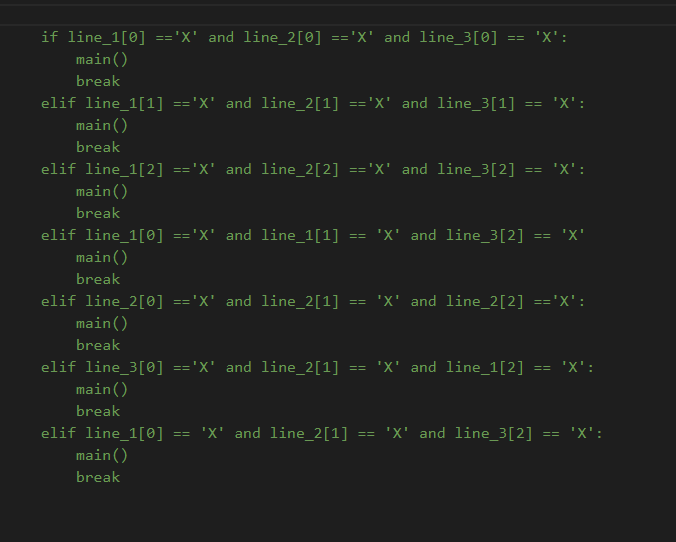 if line_1[0] =='X' and line_2[0] =='X' and line_3[0] == 'X':
    main()
    break
elif line_1[1] =='X' and line_2[1] =='X' and line_3[1] == 'X':
    main()
    break
elif line_1[2] =='X' and line_2[2] =='X' and line_3[2] == 'X':
    main()
    break
elif line_1[0] =='X' and line_1[1] == 'X' and line_3[2] == 'X'
    main()
    break
elif line_2[0] =='X' and line_2[1] == 'X' and line_2[2] =='X':
    main()
    break
elif line_3[0] =='X' and line_2[1] == 'X' and line_1[2] == 'X':
    main()
    break
elif line_1[0] == 'X' and line_2[1] == 'X' and line_3[2] == 'X':
    main()
    break